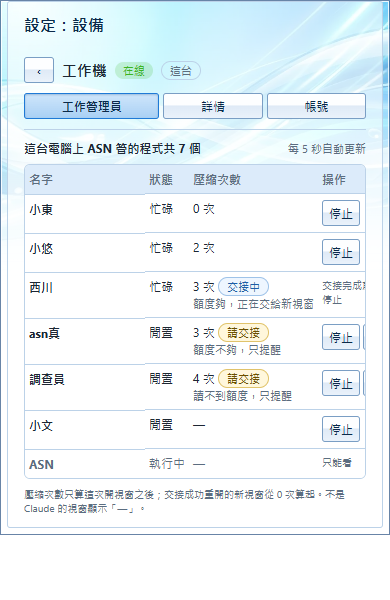 設定：設備
‹ 工作機 在線 這台
工作管理員 詳情 帳號
這台電腦上 ASN 管的程式共 7 個 每 5 秒自動更新
名字 狀態 壓縮次數 操作
小東 忙碌 0 次 停止
小悠 忙碌 2 次 停止
西川 忙碌 3 次 交接中 交接完成
額度夠，正在交給新視窗 停止
asn真 閒置 3 次 請交接 停止
額度不夠，只提醒
調查員 閒置 4 次 請交接 停止
讀不到額度，只提醒
小文 閒置 — 停止
ASN 執行中 — 只能看
壓縮次數只算這次開視窗之後；交接成功重開的新視窗從 0 次算起。不是
Claude 的視窗顯示「—」。